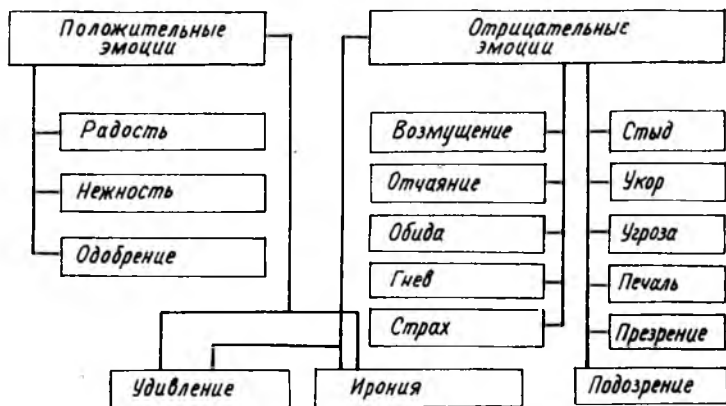 Положительные
эмоции
Отрицательные
эмоции
Радость
Нежность
Одобрение
Возмущение
Отчаяние
Обида
Гнев
Страх
Стыд
Укор
Угроза
Печаль
Презрение
Удивление
Ирония
Подозрение